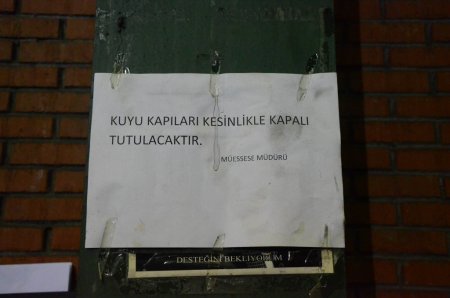 KUYU KAPILARI KESİNLİKLE KAPALI
TUTULACAKTIR.
MÜESSESE MÜDÜRÜ
DESTEĞİNİ BEKLİYORUM